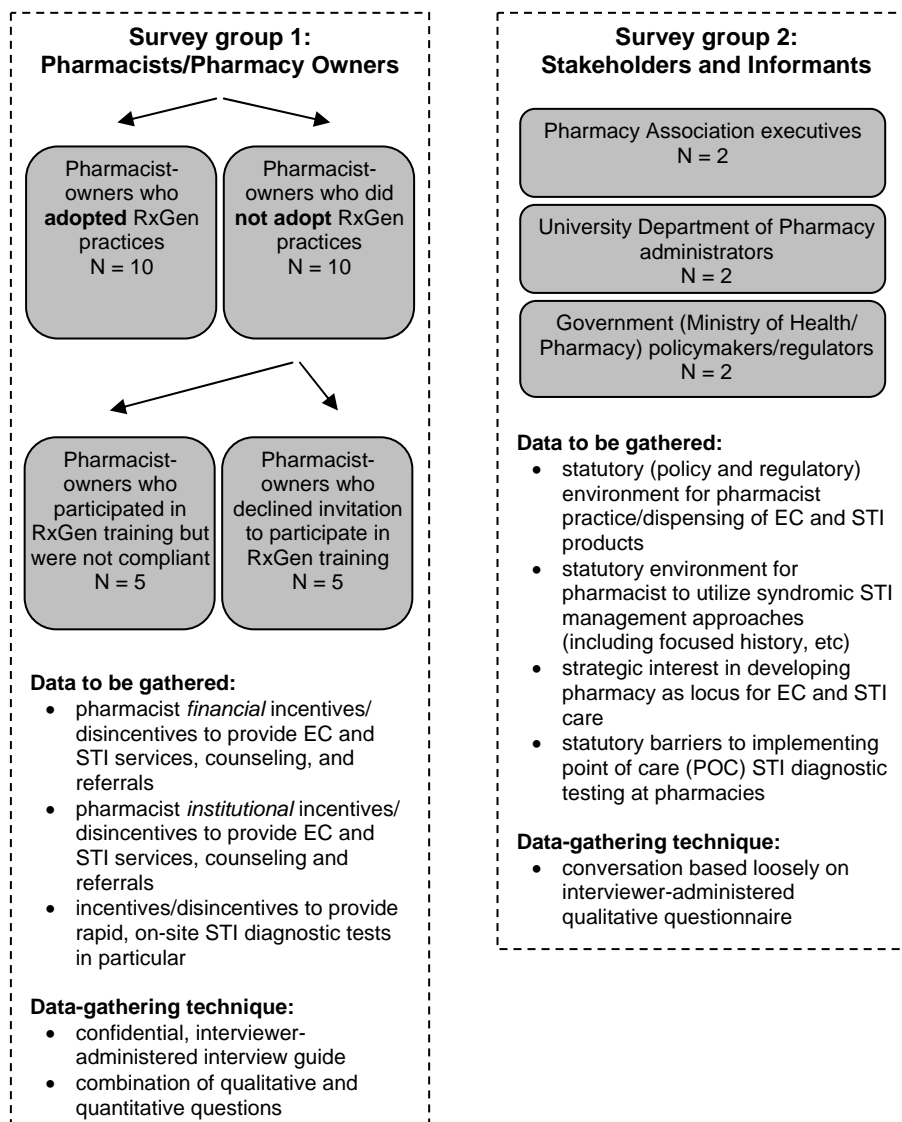 Survey group 1:
Pharmacists/Pharmacy Owners
Pharmacist-
owners who
adopted RxGen
practices
N = 10
Pharmacist-
owners who did
not adopt RxGen
practices
N = 10
Pharmacist-
owners who
participated in
RxGen training but
were not compliant
N = 5
Pharmacist-
owners who
declined invitation
to participate in
RxGen training
N = 5
Data to be gathered:
• pharmacist financial incentives/
disincentives to provide EC and
STI services, counseling, and
referrals
• pharmacist institutional incentives/
disincentives to provide EC and
STI services, counseling and
referrals
• incentives/disincentives to provide
rapid, on-site STI diagnostic tests
in particular
Data-gathering technique:
• confidential, interviewer-
administered interview guide
• combination of qualitative and
quantitative questions
Survey group 2:
Stakeholders and Informants
Pharmacy Association executives
N = 2
University Department of Pharmacy
administrators
N = 2
Government (Ministry of Health/
Pharmacy) policymakers/regulators
N = 2
Data to be gathered:
• statutory (policy and regulatory)
environment for pharmacist
practice/dispensing of EC and STI
products
• statutory environment for
pharmacist to utilize syndromic STI
management approaches
(including focused history, etc)
• strategic interest in developing
pharmacy as locus for EC and STI
care
• statutory barriers to implementing
point of care (POC) STI diagnostic
testing at pharmacies
Data-gathering technique:
• conversation based loosely on
interviewer-administered
qualitative questionnaire